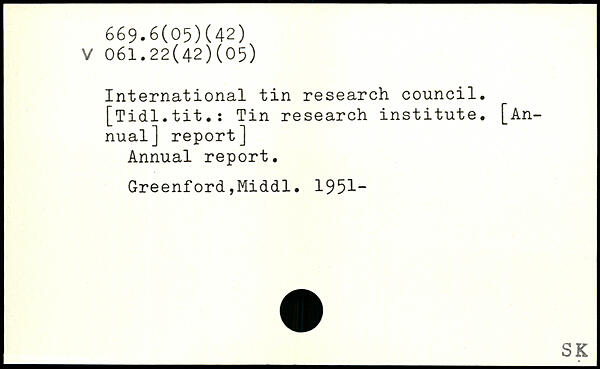 669.6(05)(42)
V 061.22(42)(05)
International tin research council.
[Tidl.tit.: Tin research institute. [An-
nual] report]
Annual report.
Greenford,Middl. 1951-
SK